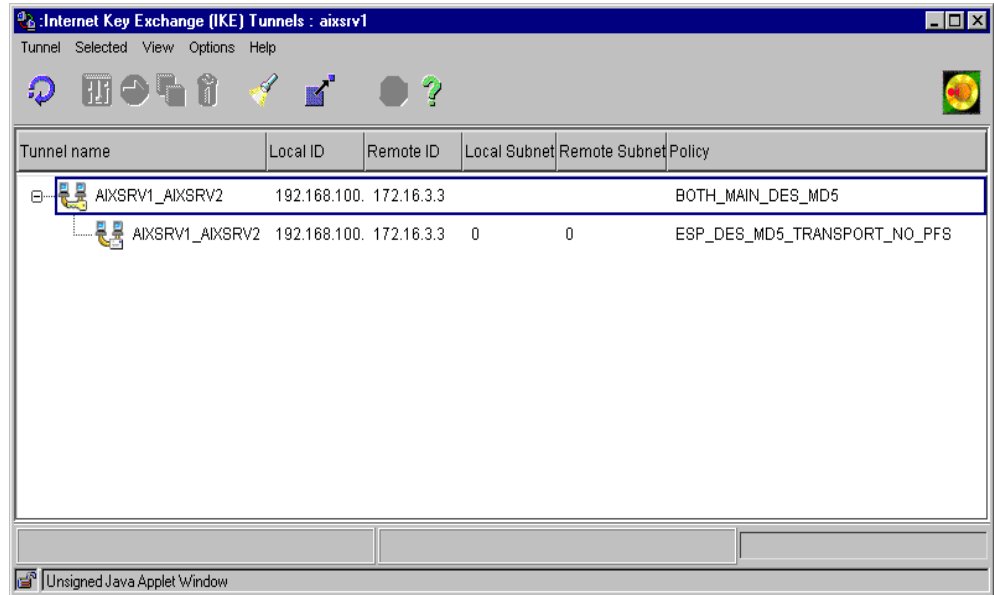 :Internet Key Exchange (IKE) Tunnels : aixsrv1
Tunnel Selected View Options Help
Tunnel name Local ID Remote ID Local Subnet Remote Subnet Policy
AIXSRV1_AIXSRV2 192.168.100. 172.16.3.3 BOTH_MAIN_DES_MD5
AIXSRV1_AIXSRV2 192.168.100. 172.16.3.3 0 0 ESP_DES_MD5_TRANSPORT_NO_PFS
Unsigned Java Applet Window